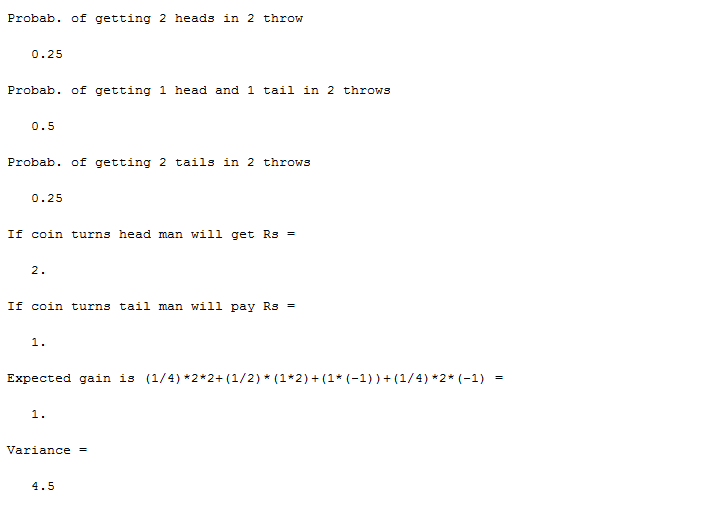 Probab. of getting 2 heads in 2 throw
0.25
Probab. of getting 1 head and 1 tail in 2 throws
0.5
Probab. of getting 2 tails in 2 throws
0.25
If coin turns head man will get Rs =
2.
If coin turns tail man will pay Rs =
1.
Expected gain is (1/4)*2*2+(1/2)*(1*2)+(1*(-1))+(1/4)*2*(-1) =
1.
Variance =
4.5